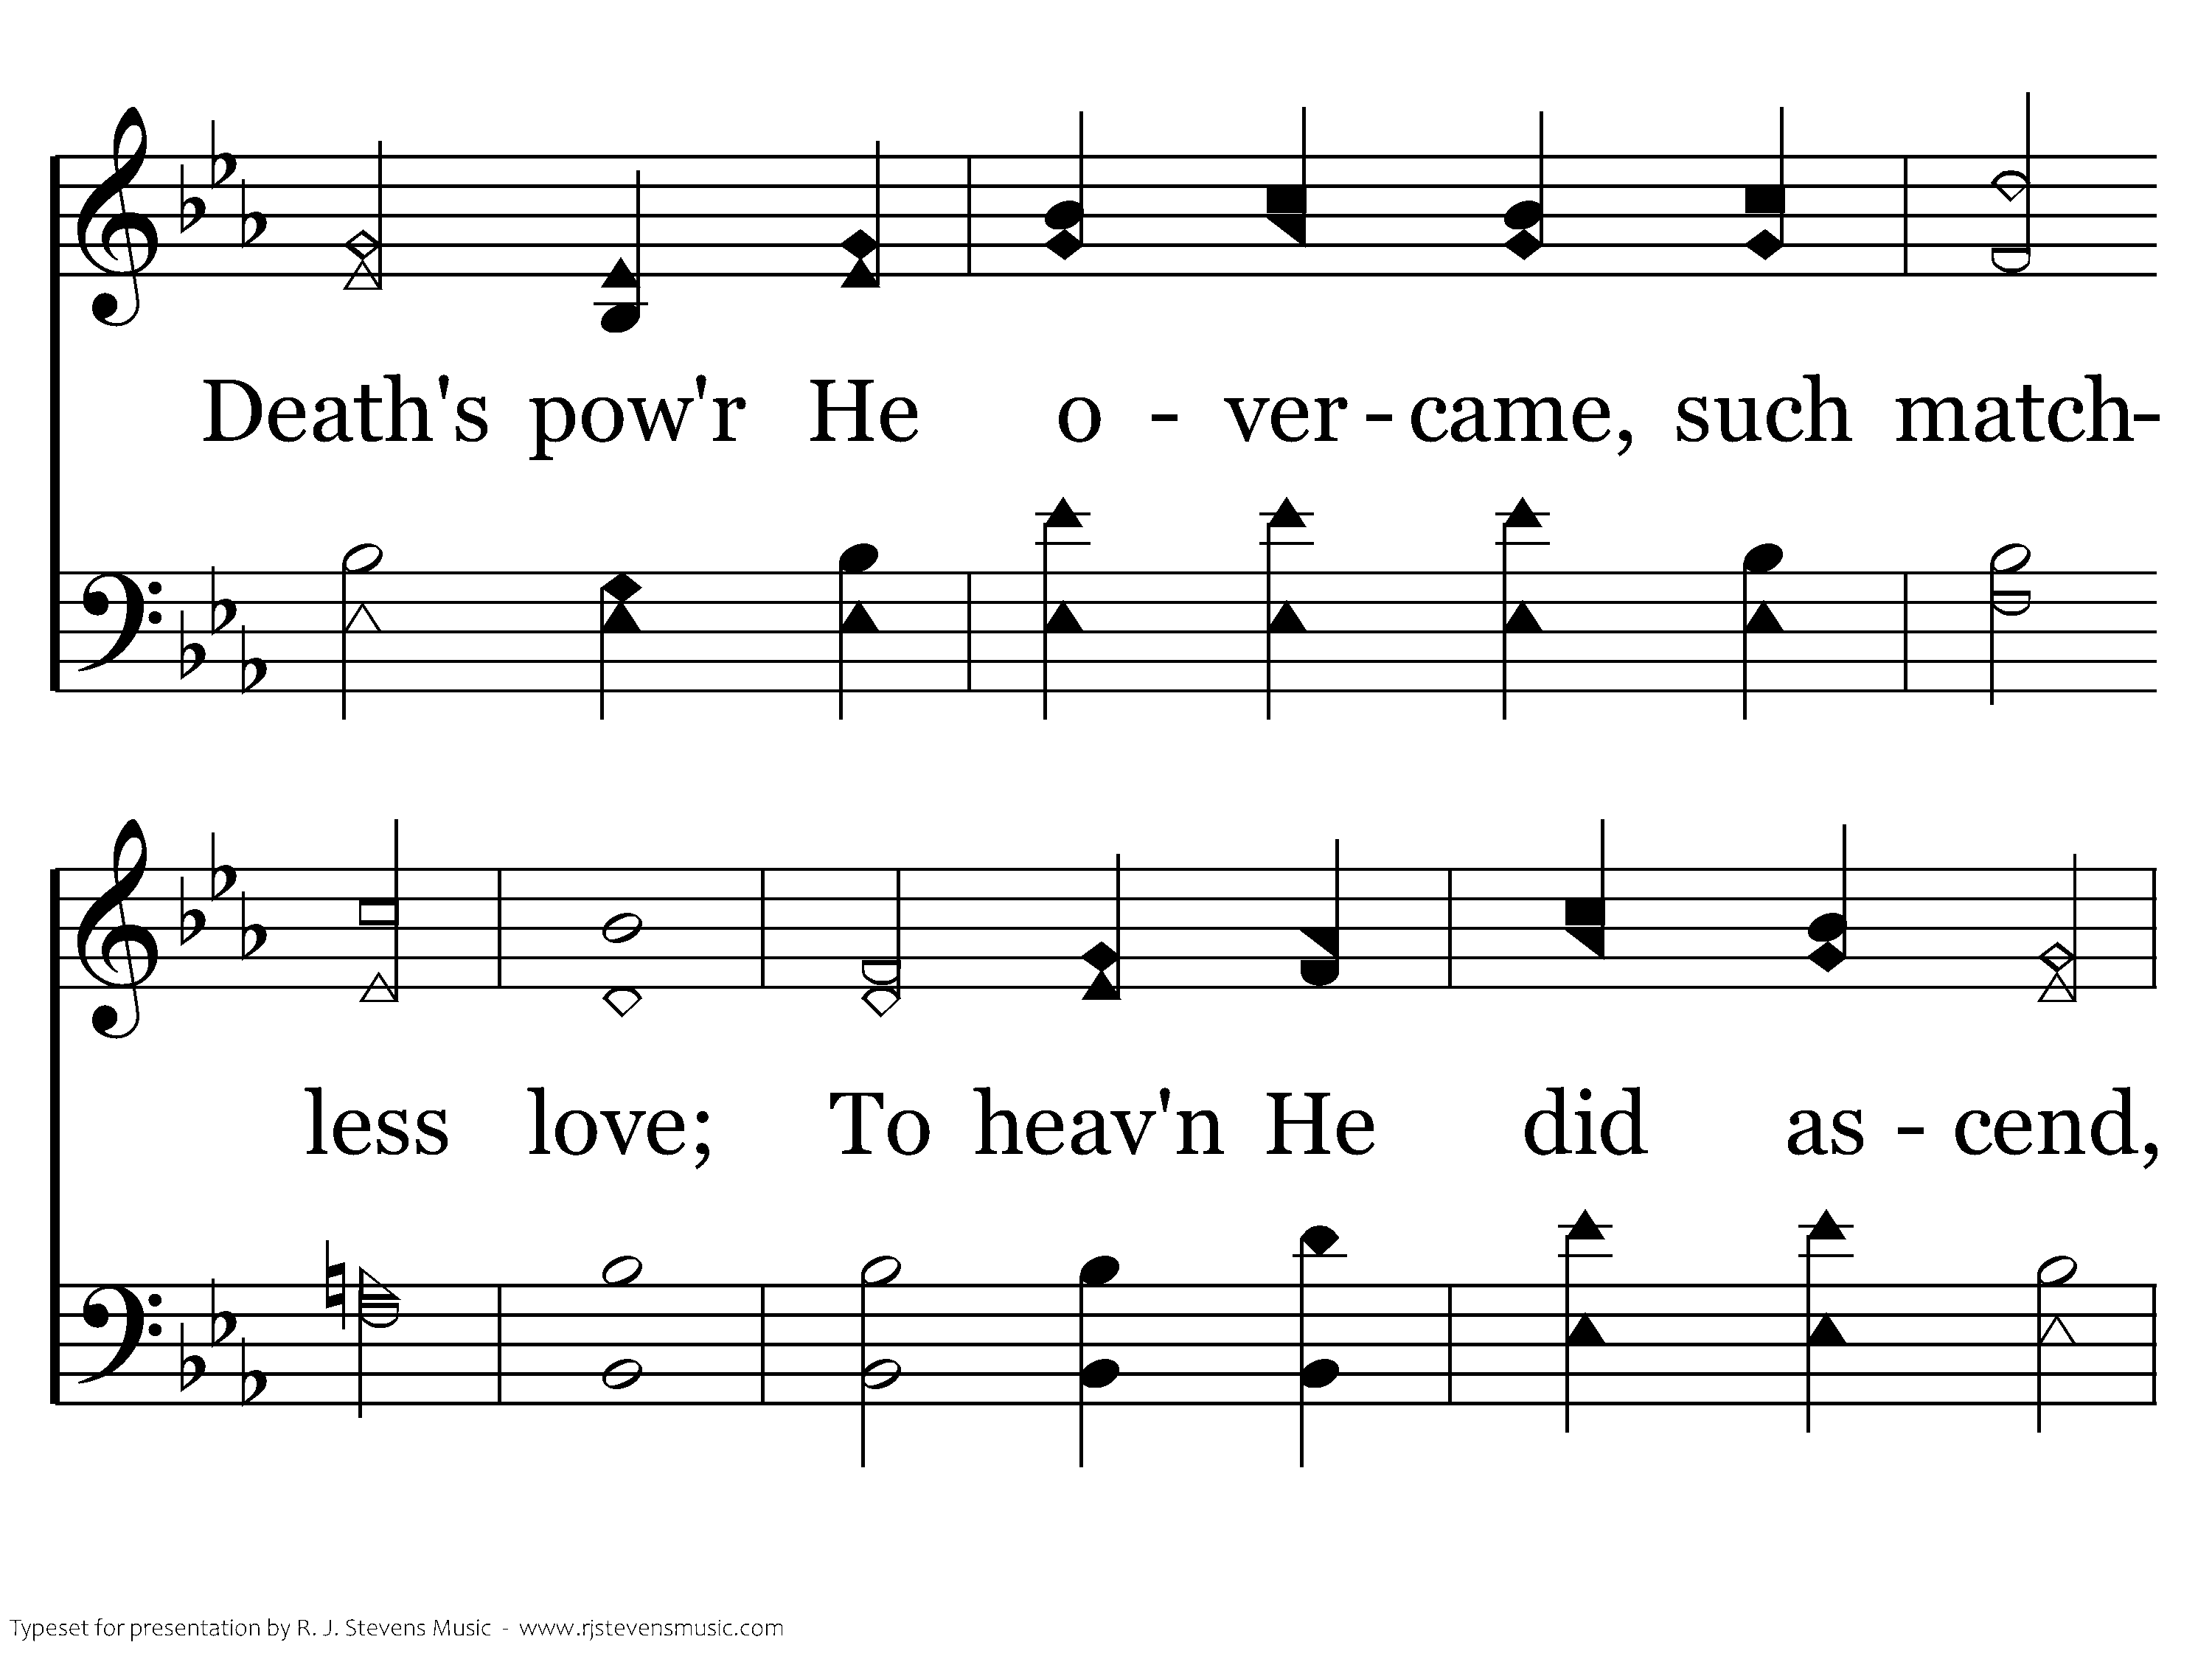 Death's pow'r He o - ver - came, such match-
less love; To heav'n He did as - cend,
Typeset for presentation by R. J. Stevens Music - www.rjstevensmusic.com